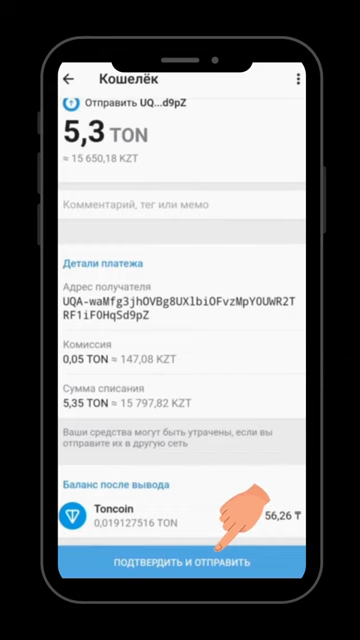 Кошелёк
Отправить UQ...d9pZ
5,3 TON
≈ 15 650,18 KZT
Комментарий, тег или мемо
Детали платежа
Адрес получателя
UQA-waMfg3jhOVBg8UXlbiOFvzMpY0UWR2T
RF1iF0HqSd9pZ
Комиссия
0,05 TON ≈ 147,08 KZT
Сумма списания
5,35 TON ≈ 15 797,82 KZT
Ваши средства могут быть утрачены, если вы
отправите их в другую сеть
Баланс после вывода
Toncoin
56,26 ₸
0,019127516 TON
ПОДТВЕРДИТЬ И ОТПРАВИТЬ